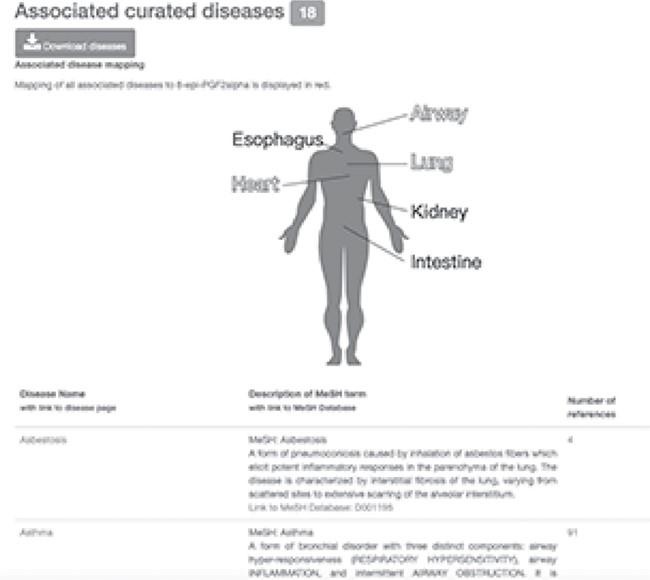 Associated curated diseases 18
Download diseases
Associated disease mapping
Mapping of all associated diseases to 8-epi-PGF2alpha is displayed in red.
Airway
Esophagus
Lung
Heart
Kidney
Intestine
Disease Name
with link to disease page
Description of MeSH term
with link to MeSH Database
Number of
references
Asbestosis
MeSH: Asbestosis
4
A form of pneumoconiosis caused by inhalation of asbestos fibers which
elicit potent inflammatory responses in the parenchyma of the lung. The
disease is characterized by interstitial fibrosis of the lung, varying from
scattered sites to extensive scarring of the alveolar interstitium.
Link to MeSH Database: D001195
Asthma
MeSH: Asthma
91
A form of bronchial disorder with three distinct components: airway
hyper-responsiveness (RESPIRATORY HYPERSENSITIVITY), airway
INFLAMMATION, and intermittent AIRWAY OBSTRUCTION. It is